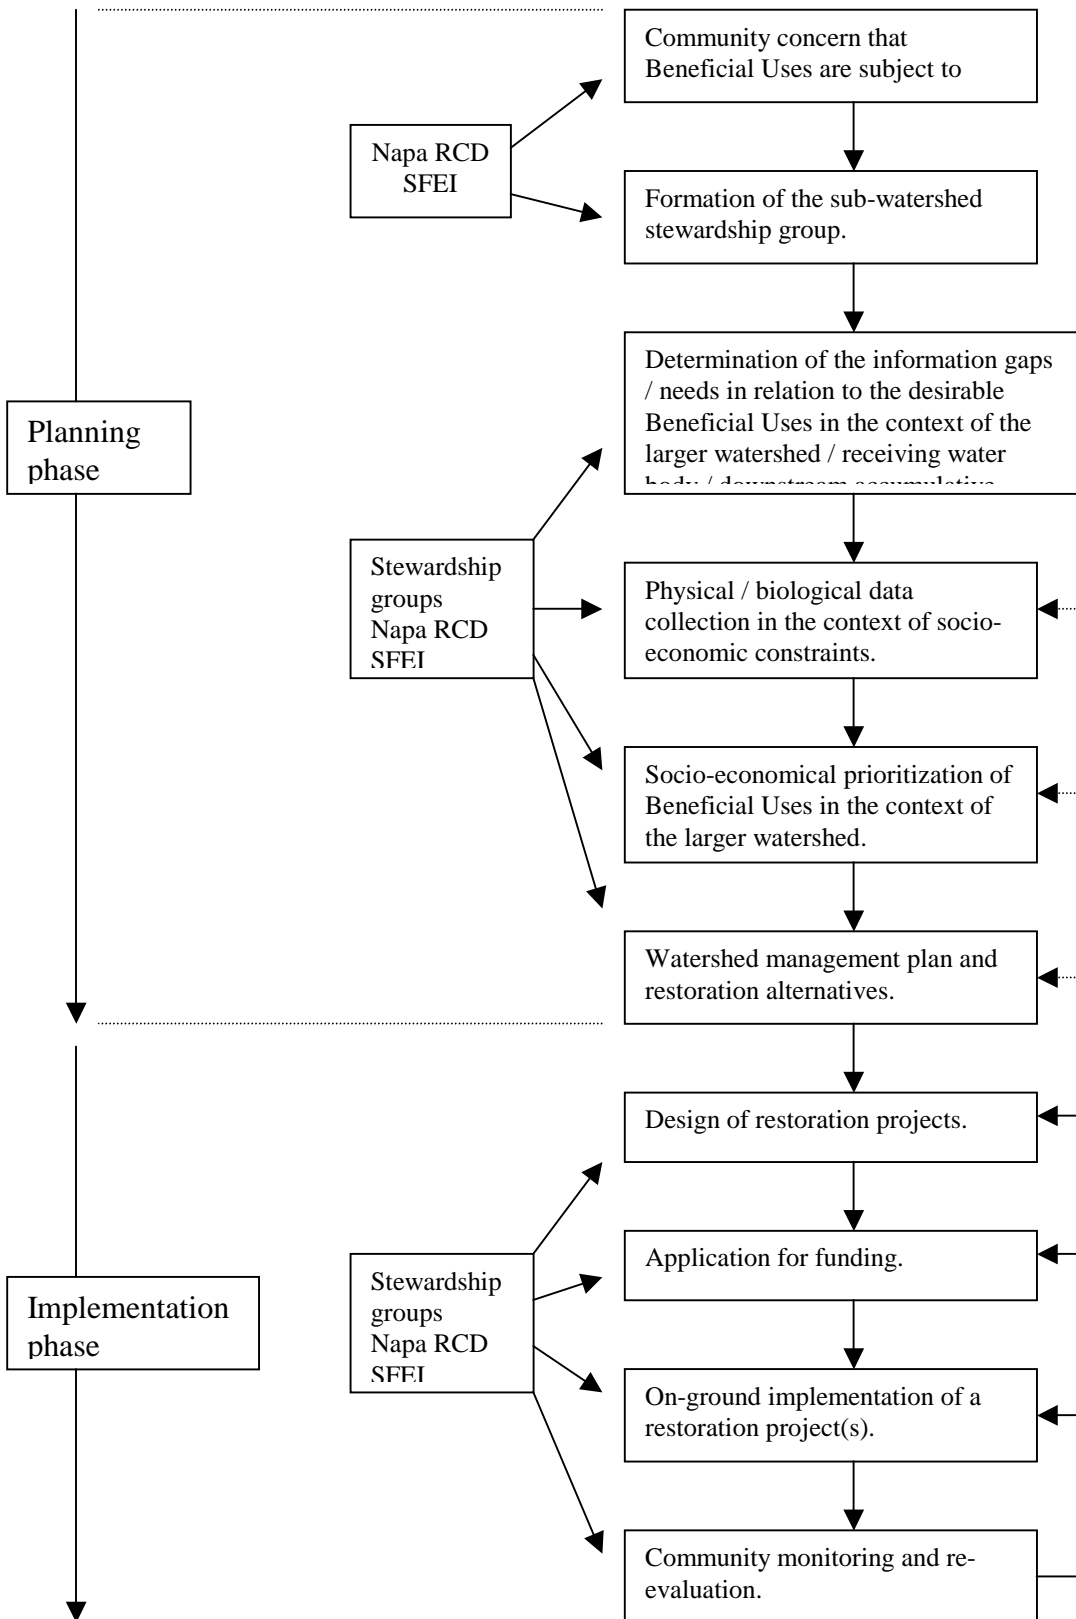 Community concern that
Beneficial Uses are subject to
Napa RCD
SFEI
Formation of the sub-watershed
stewardship group.
Determination of the information gaps
/ needs in relation to the desirable
Beneficial Uses in the context of the
larger watershed / receiving water
body / downstream accumulative
Planning
phase
Stewardship
groups
Napa RCD
SFEI
Physical / biological data
collection in the context of socio-
economic constraints.
Socio-economical prioritization of
Beneficial Uses in the context of
the larger watershed.
Watershed management plan and
restoration alternatives.
Design of restoration projects.
Application for funding.
Implementation
phase
Stewardship
groups
Napa RCD
SFEI
On-ground implementation of a
restoration project(s).
Community monitoring and re-
evaluation.